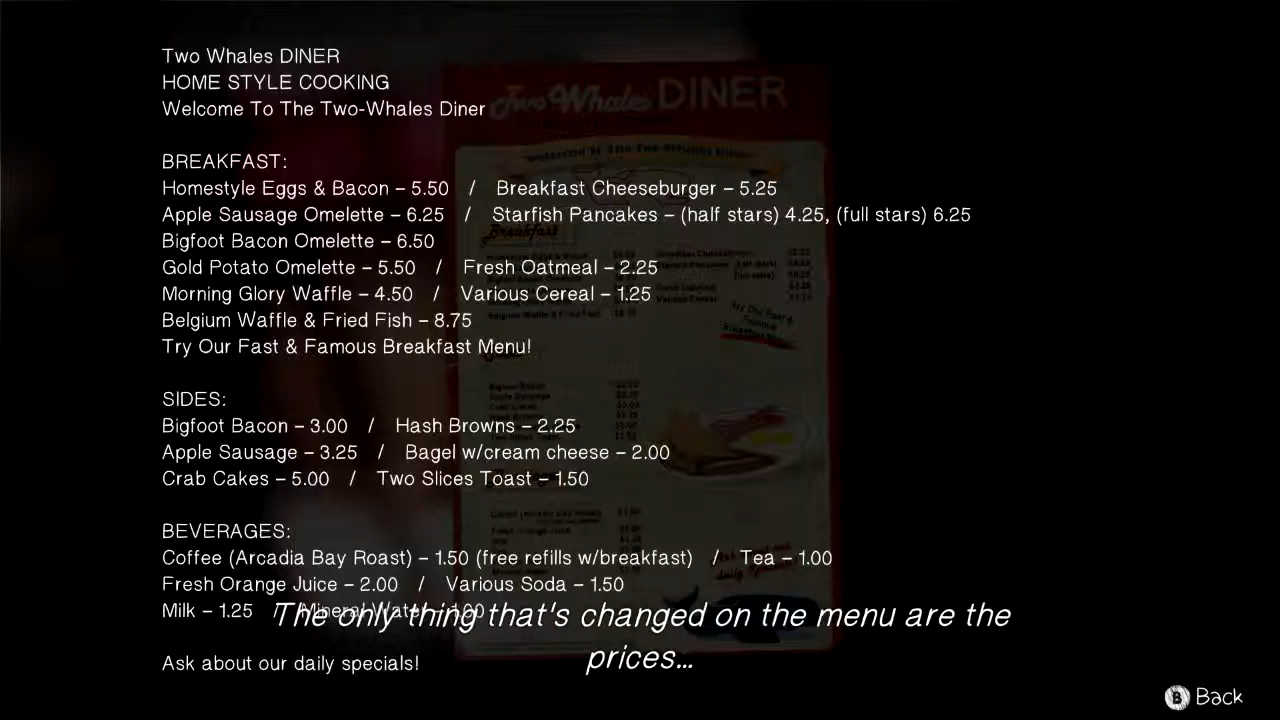 Two Whales DINER
HOME STYLE COOKING
Welcome To The Two-Whales Diner
BREAKFAST:
Homestyle Eggs & Bacon – 5.50 / Breakfast Cheeseburger – 5.25
Apple Sausage Omelette – 6.25 / Starfish Pancakes – (half stars) 4.25, (full stars) 6.25
Bigfoot Bacon Omelette – 6.50
Gold Potato Omelette – 5.50 / Fresh Oatmeal – 2.25
Morning Glory Waffle – 4.50 / Various Cereal – 1.25
Belgium Waffle & Fried Fish – 8.75
Try Our Fast & Famous Breakfast Menu!
SIDES:
Bigfoot Bacon – 3.00 / Hash Browns – 2.25
Apple Sausage – 3.25 / Bagel w/cream cheese – 2.00
Crab Cakes – 5.00 / Two Slices Toast – 1.50
BEVERAGES:
Coffee (Arcadia Bay Roast) – 1.50 (free refills w/breakfast) / Tea – 1.00
Fresh Orange Juice – 2.00 / Various Soda – 1.50
Milk – 1.25 / Mineral Water – 1.00
The only thing that's changed on the menu are the
prices...
Ask about our daily specials!
Two Whales DINER
B Back